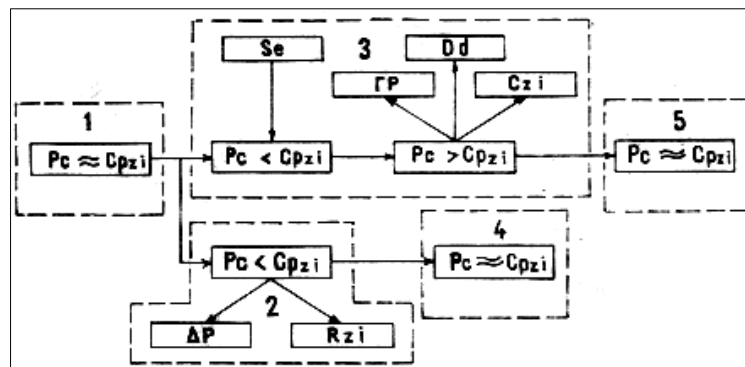 Se
3
Dd
ГР
Czi
1
Pc ≈ Cpzi
Pc < Cpzi
Pc > Cpzi
5
Pc ≈ Cpzi
Pc < Cpzi
4
Pc ≈ Cpzi
2
ΔP
Rzi